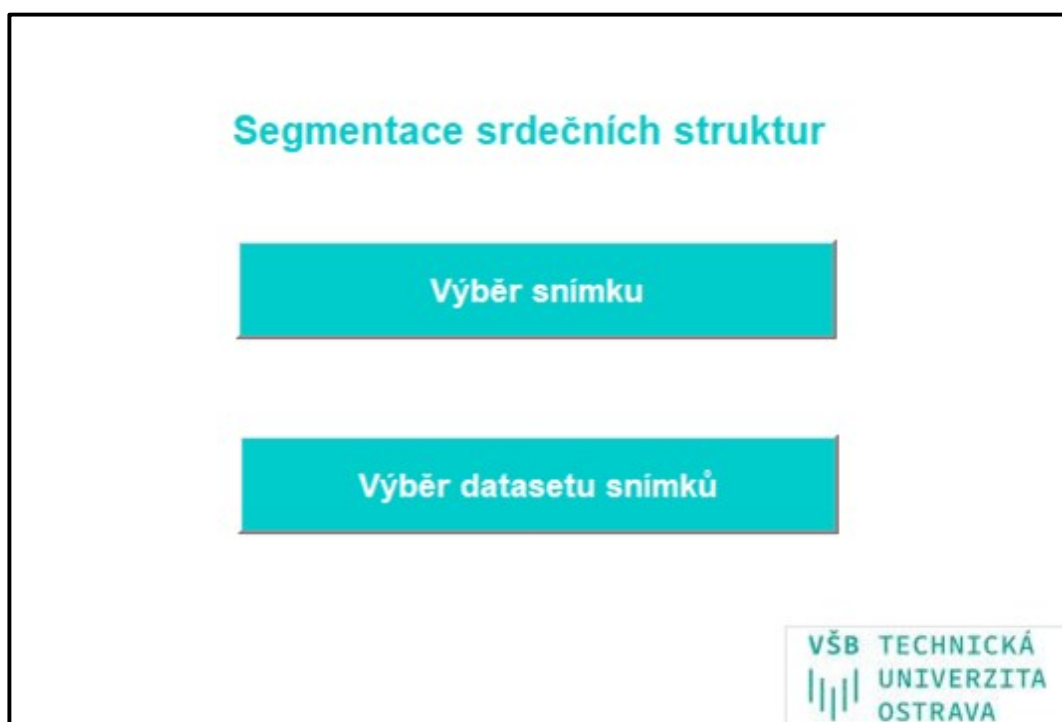 Segmentace srdečních struktur
Výběr snímku
Výběr datasetu snímků
VŠB TECHNICKÁ
UNIVERZITA
OSTRAVA